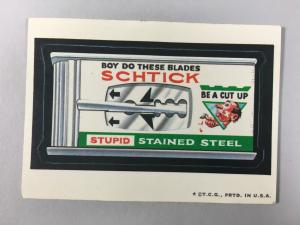 BOY DO THESE BLADES
SCHTICK
BE A CUT UP
STUPID STAINED STEEL
★ ©T.C.G., PRTD. IN U.S.A.